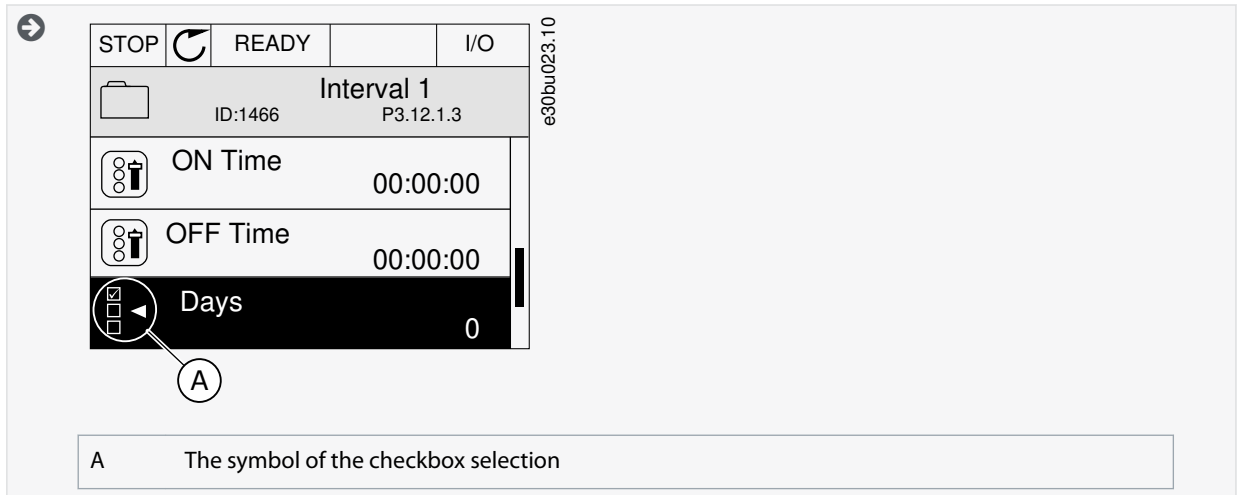 STOP READY I/O
Interval 1
ID:1466 P3.12.1.3
ON Time
00:00:00
OFF Time
00:00:00
Days
0
A
e30bu023.10
A The symbol of the checkbox selection